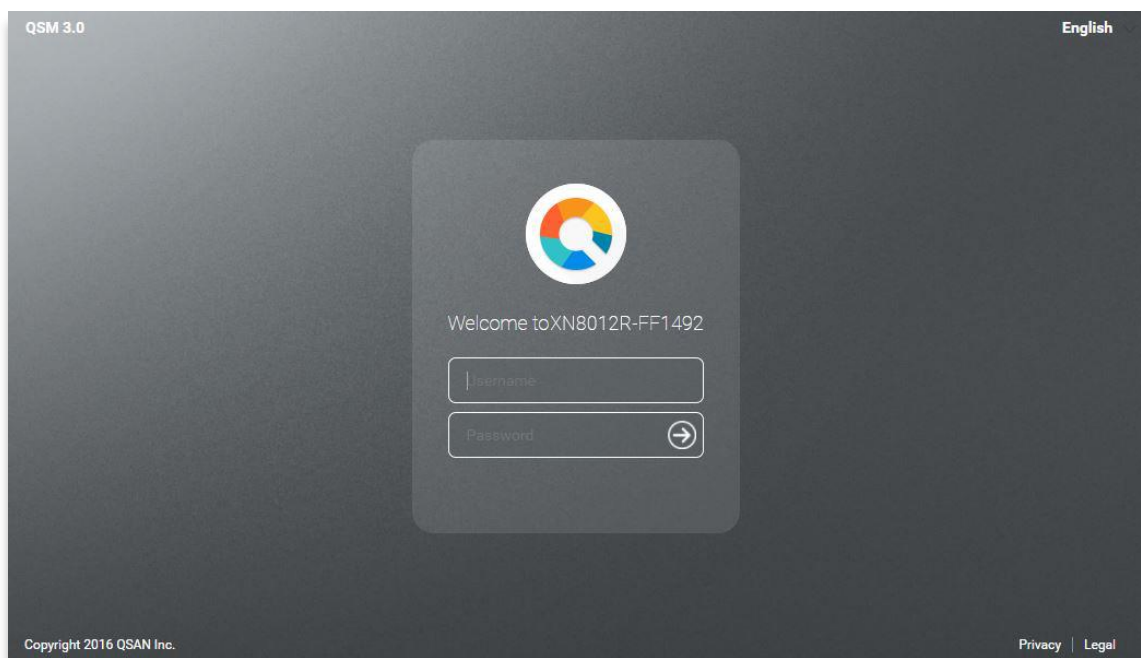 QSM 3.0
English
Welcome toXN8012R-FF1492
Username
Password
Copyright 2016 QSAN Inc.
Privacy | Legal